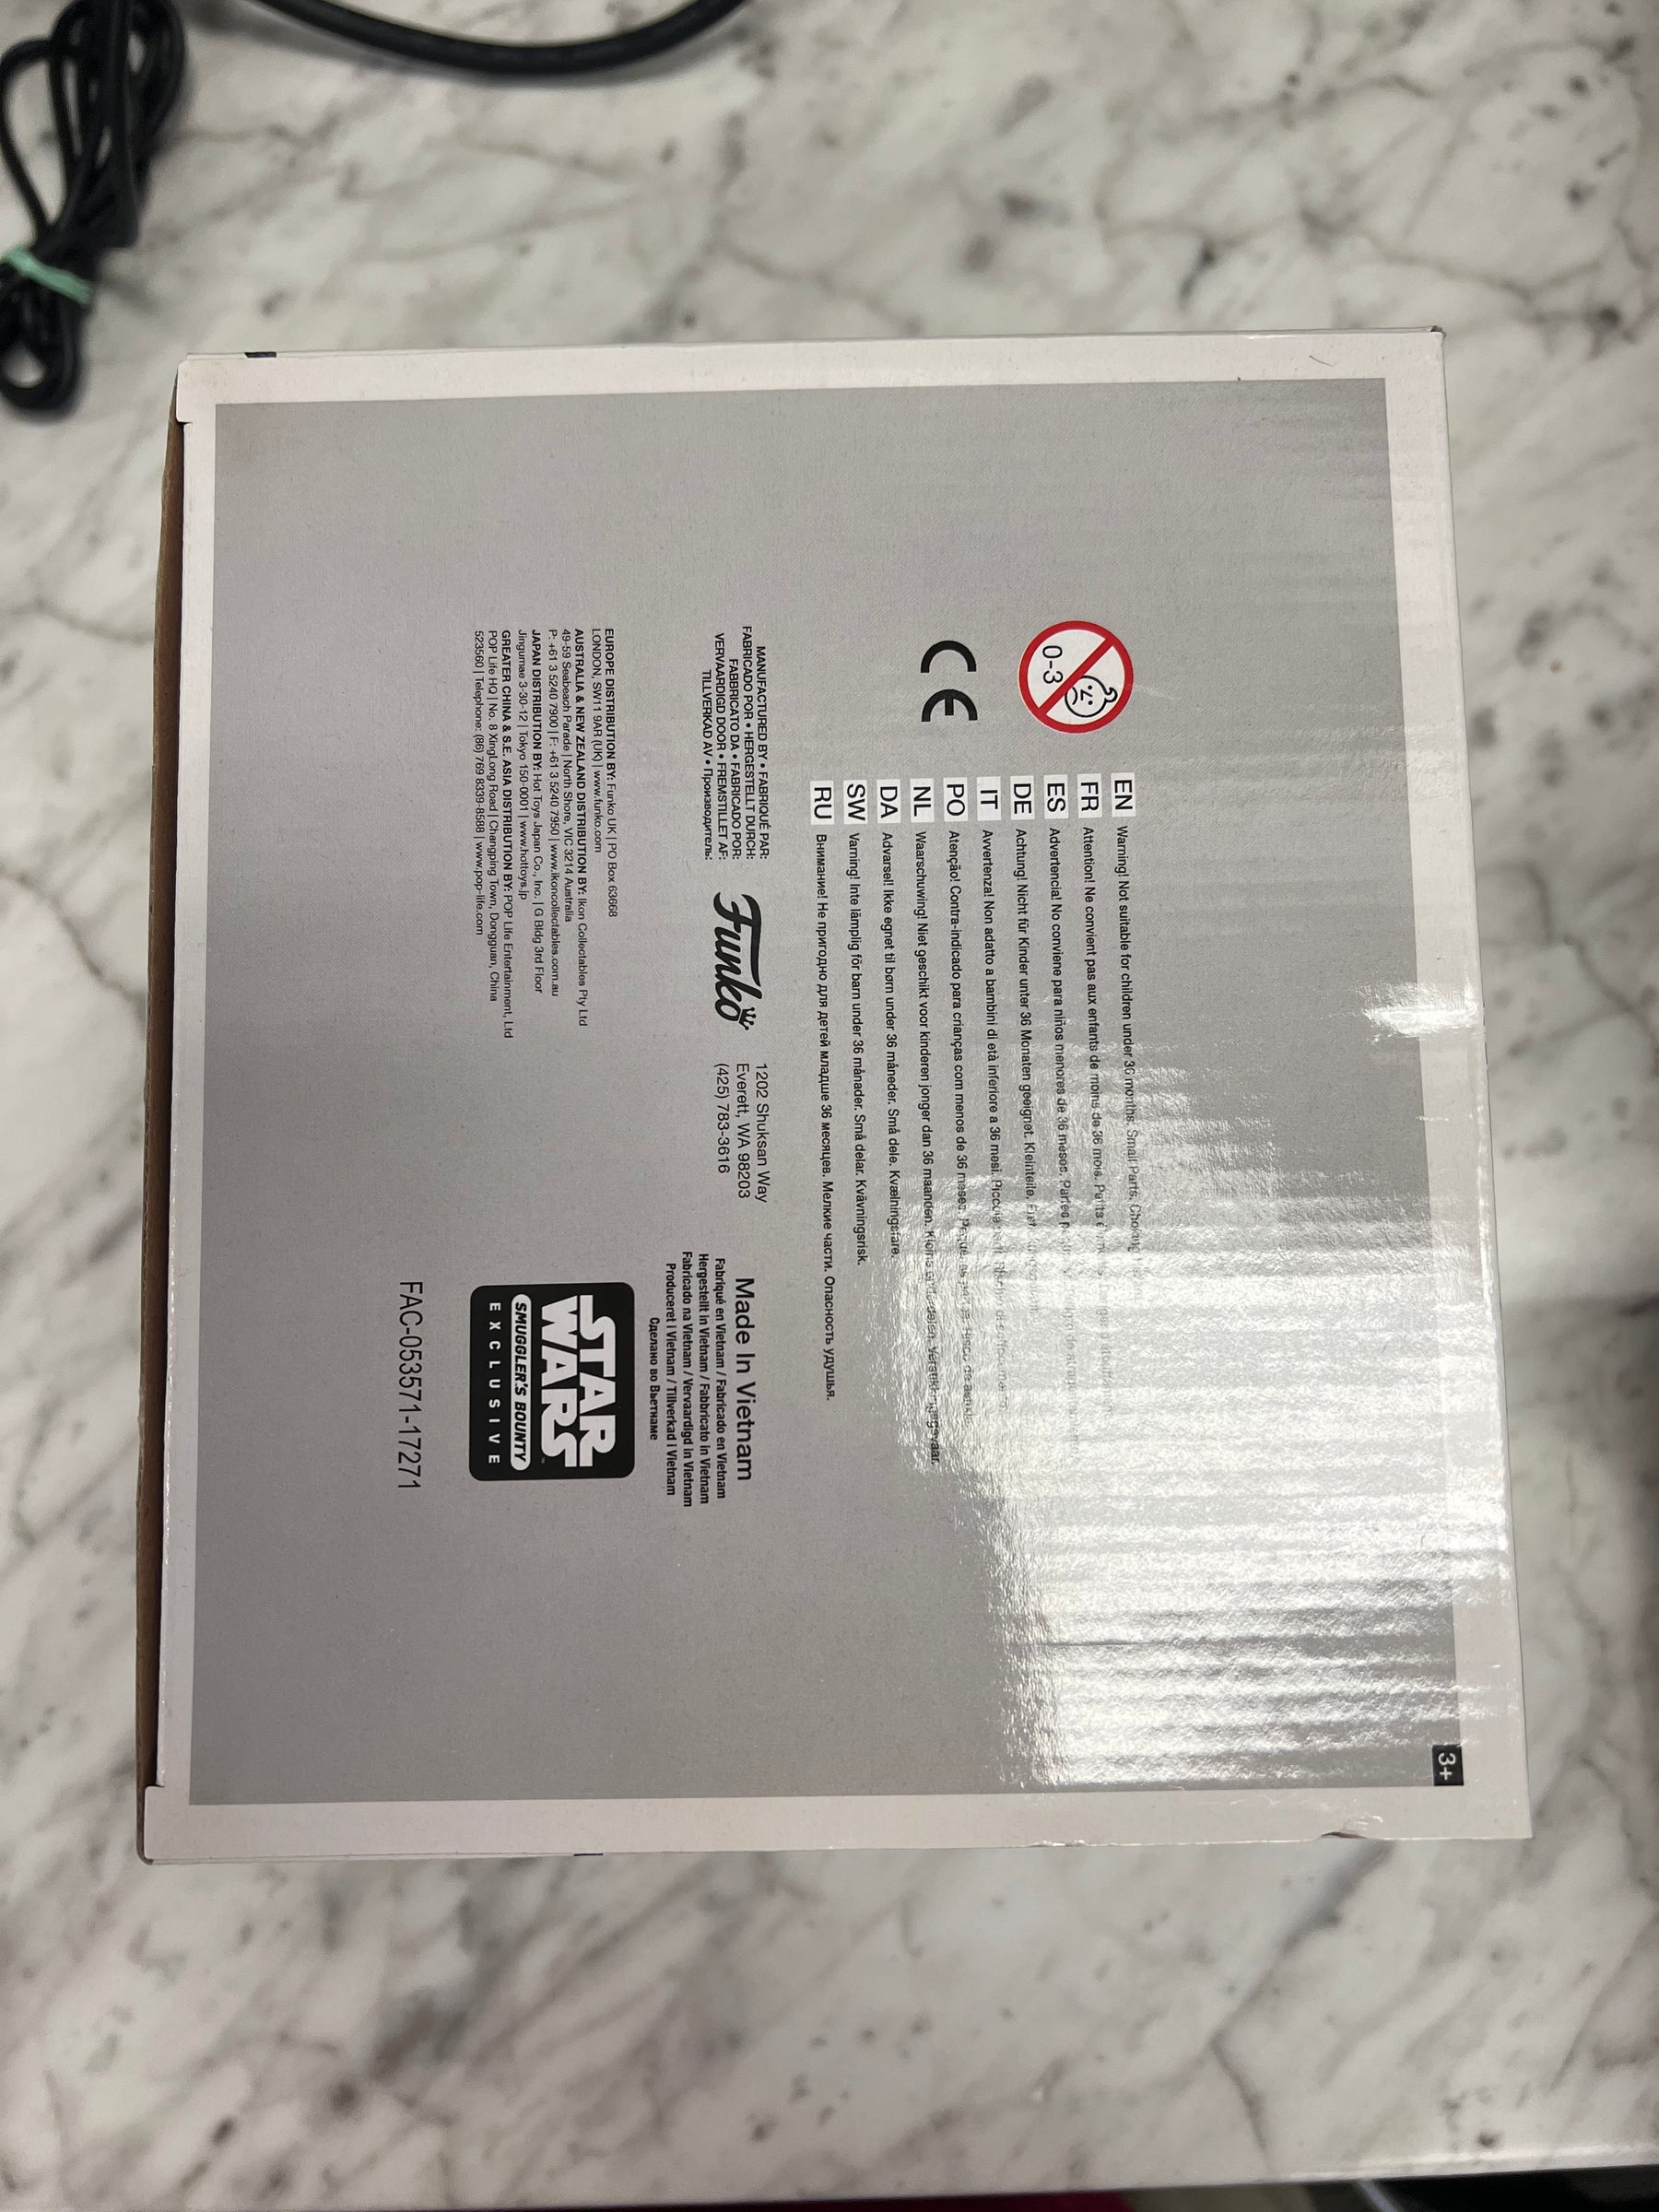 3+
0-3
EN Warning! Not suitable for children under 36 months. Small Parts. Choking
FR Attention! Ne convient pas aux enfants de moins de 36 mois.
ES Advertencia! No conviene para niños menores de 36 meses. Partes
DE Achtung! Nicht für Kinder unter 36 Monaten geeignet. Kleinteile.
IT Avvertenza! Non adatto a bambini di età inferiore a 36 mesi.
PO Atenção! Contra-indicado para crianças com menos de 36 meses.
NL Waarschuwing! Niet geschikt voor kinderen jonger dan 36 maanden. Kleine onderdelen. Verstikkingsgevaar.
DA Advarsel! Ikke egnet til børn under 36 måneder. Små dele. Kvælningsfare.
SW Varning! Inte lämplig för barn under 36 månader. Små delar. Kvävningsrisk.
RU Внимание! Не пригодно для детей младше 36 месяцев. Мелкие части. Опасность удушья.
CE
MANUFACTURED BY • FABRIQUÉ PAR:
FABRICADO POR • HERGESTELLT DURCH:
FABBRICATO DA • FABRICADO POR:
VERVAARDIGD DOOR • FREMSTILLET AF:
TILLVERKAD AV • Производитель:
Funko
1202 Shuksan Way
Everett, WA 98203
(425) 783-3616
Made In Vietnam
Fabriqué en Vietnam / Fabricado en Vietnam
Hergestellt in Vietnam / Fabbricato in Vietnam
Fabricado na Vietnam / Vervaardigd in Vietnam
Produceret i Vietnam / Tillverkad i Vietnam
Сделано во Вьетнаме
EUROPE DISTRIBUTION BY: Funko UK | PO Box 63668
LONDON, SW11 9AR (UK) | www.funko.com
AUSTRALIA & NEW ZEALAND DISTRIBUTION BY: Ikon Collectables Pty Ltd
49-59 Seabeach Parade | North Shore, VIC 3214 Australia
P: +61 3 5240 7900 | F: +61 3 5240 7950 | www.ikoncollectables.com.au
JAPAN DISTRIBUTION BY: Hot Toys Japan Co., Inc. | G Bldg 3rd Floor
Jingumae 3-30-12 | Tokyo 150-0001 | www.hottoys.jp
GREATER CHINA & S.E. ASIA DISTRIBUTION BY: POP Life Entertainment, Ltd
POP Life HQ | No. 8 XingLong Road | Changping Town, Dongguan, China
523560 | Telephone: (86) 769 8339-8588 | www.pop-life.com
STAR
WARS
SMUGGLER'S BOUNTY
EXCLUSIVE
FAC-053571-17271